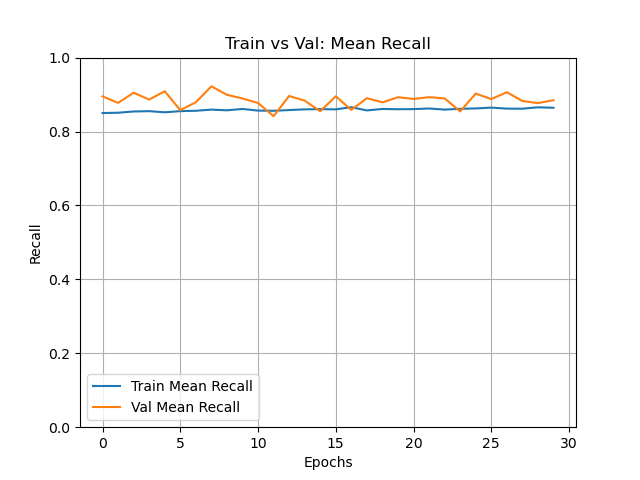 Train vs Val: Mean Recall
1.0
0.8
0.6
0.4
0.2
0.0
Recall
Train Mean Recall
Val Mean Recall
0 5 10 15 20 25 30
Epochs